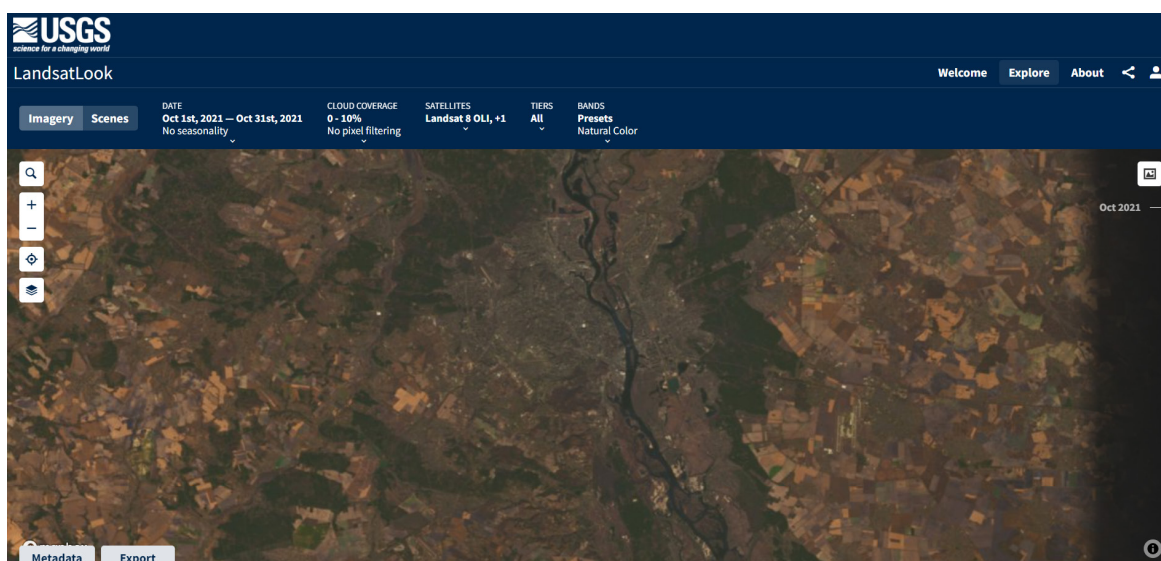 USGS
science for a changing world
LandsatLook
Welcome Explore About
Imagery Scenes
DATE
Oct 1st, 2021 — Oct 31st, 2021
No seasonality
CLOUD COVERAGE
0 - 10%
No pixel filtering
SATELLITES
Landsat 8 OLI, +1
TIERS
All
BANDS
Presets
Natural Color
Oct 2021
Metadata Export